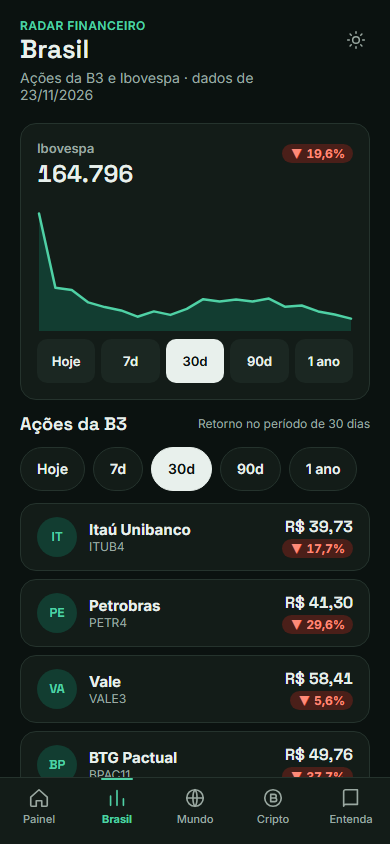 RADAR FINANCEIRO
Brasil
Ações da B3 e Ibovespa · dados de
23/11/2026
Ibovespa
164.796
▼ 19,6%
Hoje 7d 30d 90d 1 ano
Ações da B3
Retorno no período de 30 dias
Hoje 7d 30d 90d 1 ano
IT
Itaú Unibanco
ITUB4
R$ 39,73
▼ 17,7%
PE
Petrobras
PETR4
R$ 41,30
▼ 29,6%
VA
Vale
VALE3
R$ 58,41
▼ 5,6%
BP
BTG Pactual
BPAC11
R$ 49,76
▼ 37,7%
Painel Brasil Mundo Cripto Entenda